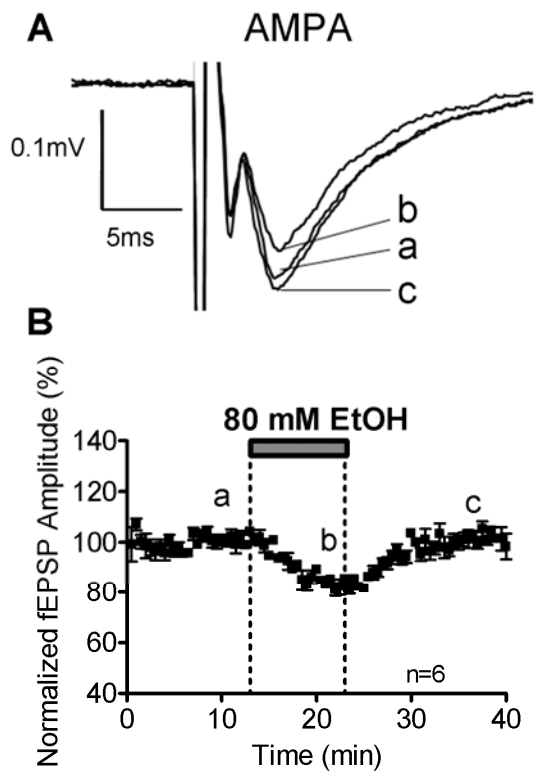 A
AMPA
0.1mV
5ms
b
a
c
B
80 mM EtOH
Normalized fEPSP Amplitude (%)
140
120
100
80
60
40
a
b
c
n=6
0
10
20
30
40
Time (min)